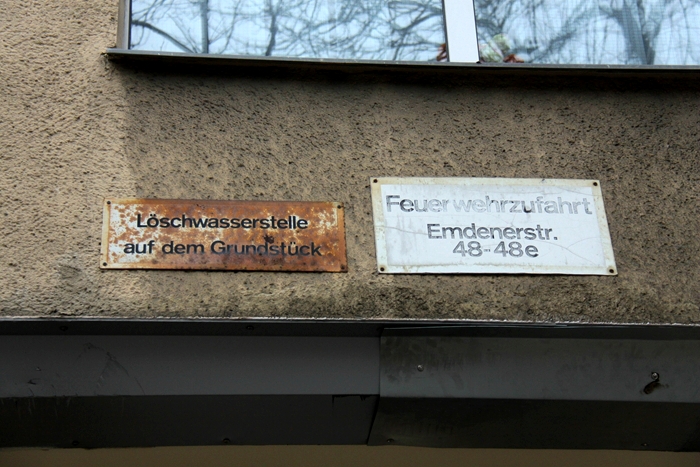 Löschwasserstelle
auf dem Grundstück
Feuerwehrzufahrt
Emdenerstr.
48-48e